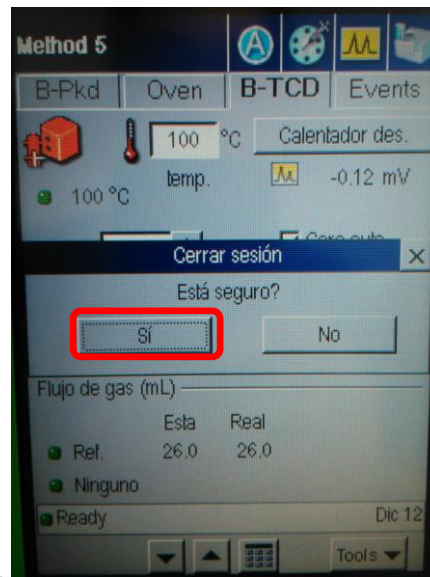 Method 5
B-Pkd Oven B-TCD Events
100 °C Calentador des.
temp. -0.12 mV
100 °C
Cerrar sesión
Está seguro?
Sí No
Flujo de gas (mL)
Esta Real
Ref. 26.0 26.0
Ninguno
Ready Dic 12
Tools